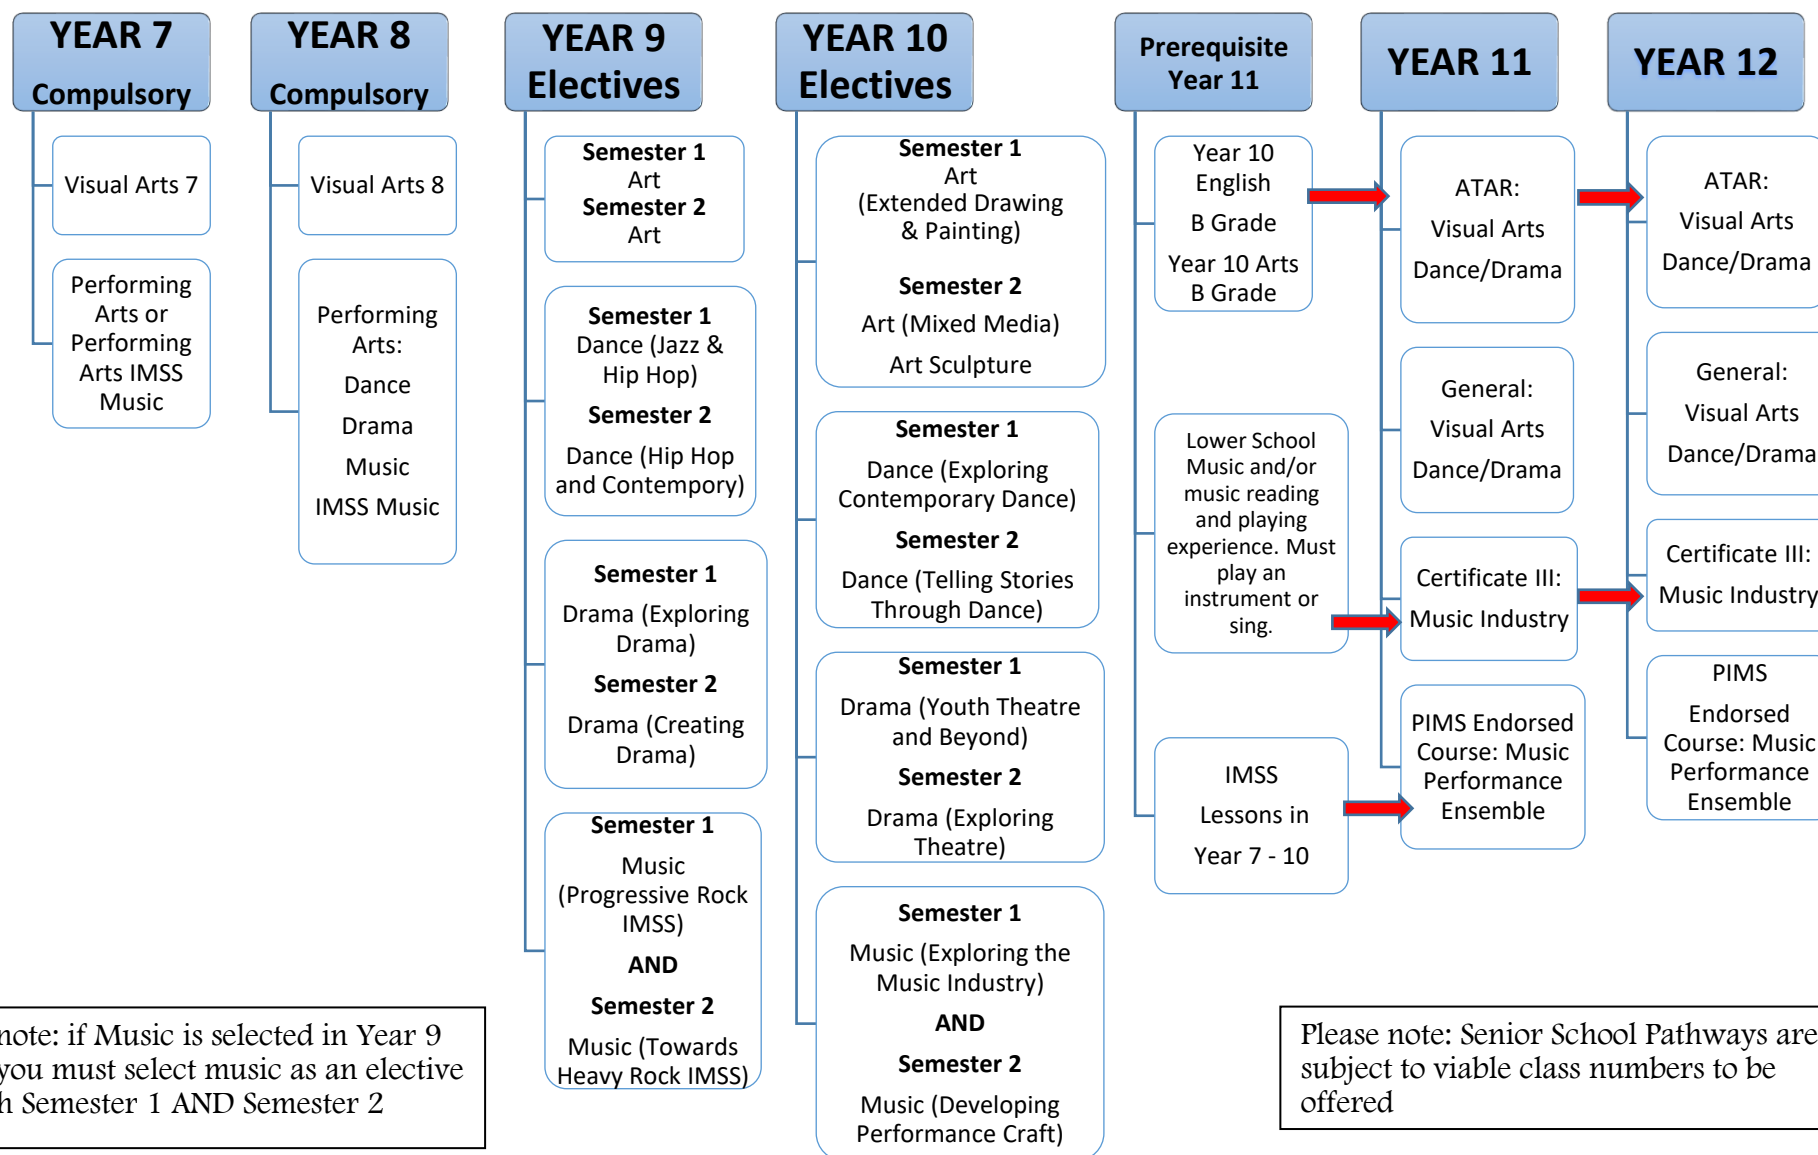 YEAR 7
Compulsory
Visual Arts 7
Performing
Arts or
Performing
Arts IMSS
Music
YEAR 8
Compulsory
Visual Arts 8
Performing
Arts:
Dance
Drama
Music
IMSS Music
YEAR 9
Electives
Semester 1
Art
Semester 2
Art
Semester 1
Dance (Jazz &
Hip Hop)
Semester 2
Dance (Hip Hop
and Contempory)
Semester 1
Drama (Exploring
Drama)
Semester 2
Drama (Creating
Drama)
Semester 1
Music
(Progressive Rock
IMSS)
AND
Semester 2
Music (Towards
Heavy Rock IMSS)
YEAR 10
Electives
Semester 1
Art
(Extended Drawing
& Painting)
Semester 2
Art (Mixed Media)
Art Sculpture
Semester 1
Dance (Exploring
Contemporary Dance)
Semester 2
Dance (Telling Stories
Through Dance)
Semester 1
Drama (Youth Theatre
and Beyond)
Semester 2
Drama (Exploring
Theatre)
Semester 1
Music (Exploring the
Music Industry)
AND
Semester 2
Music (Developing
Performance Craft)
Prerequisite
Year 11
Year 10
English
B Grade
Year 10 Arts
B Grade
Lower School
Music and/or
music reading
and playing
experience. Must
play an
instrument or
sing.
IMSS
Lessons in
Year 7 - 10
YEAR 11
ATAR:
Visual Arts
Dance/Drama
General:
Visual Arts
Dance/Drama
Certificate III:
Music Industry
PIMS Endorsed
Course: Music
Performance
Ensemble
YEAR 12
ATAR:
Visual Arts
Dance/Drama
General:
Visual Arts
Dance/Drama
Certificate III:
Music Industry
PIMS
Endorsed
Course: Music
Performance
Ensemble
note: if Music is selected in Year 9
you must select music as an elective
Semester 1 AND Semester 2
Please note: Senior School Pathways are
subject to viable class numbers to be
offered